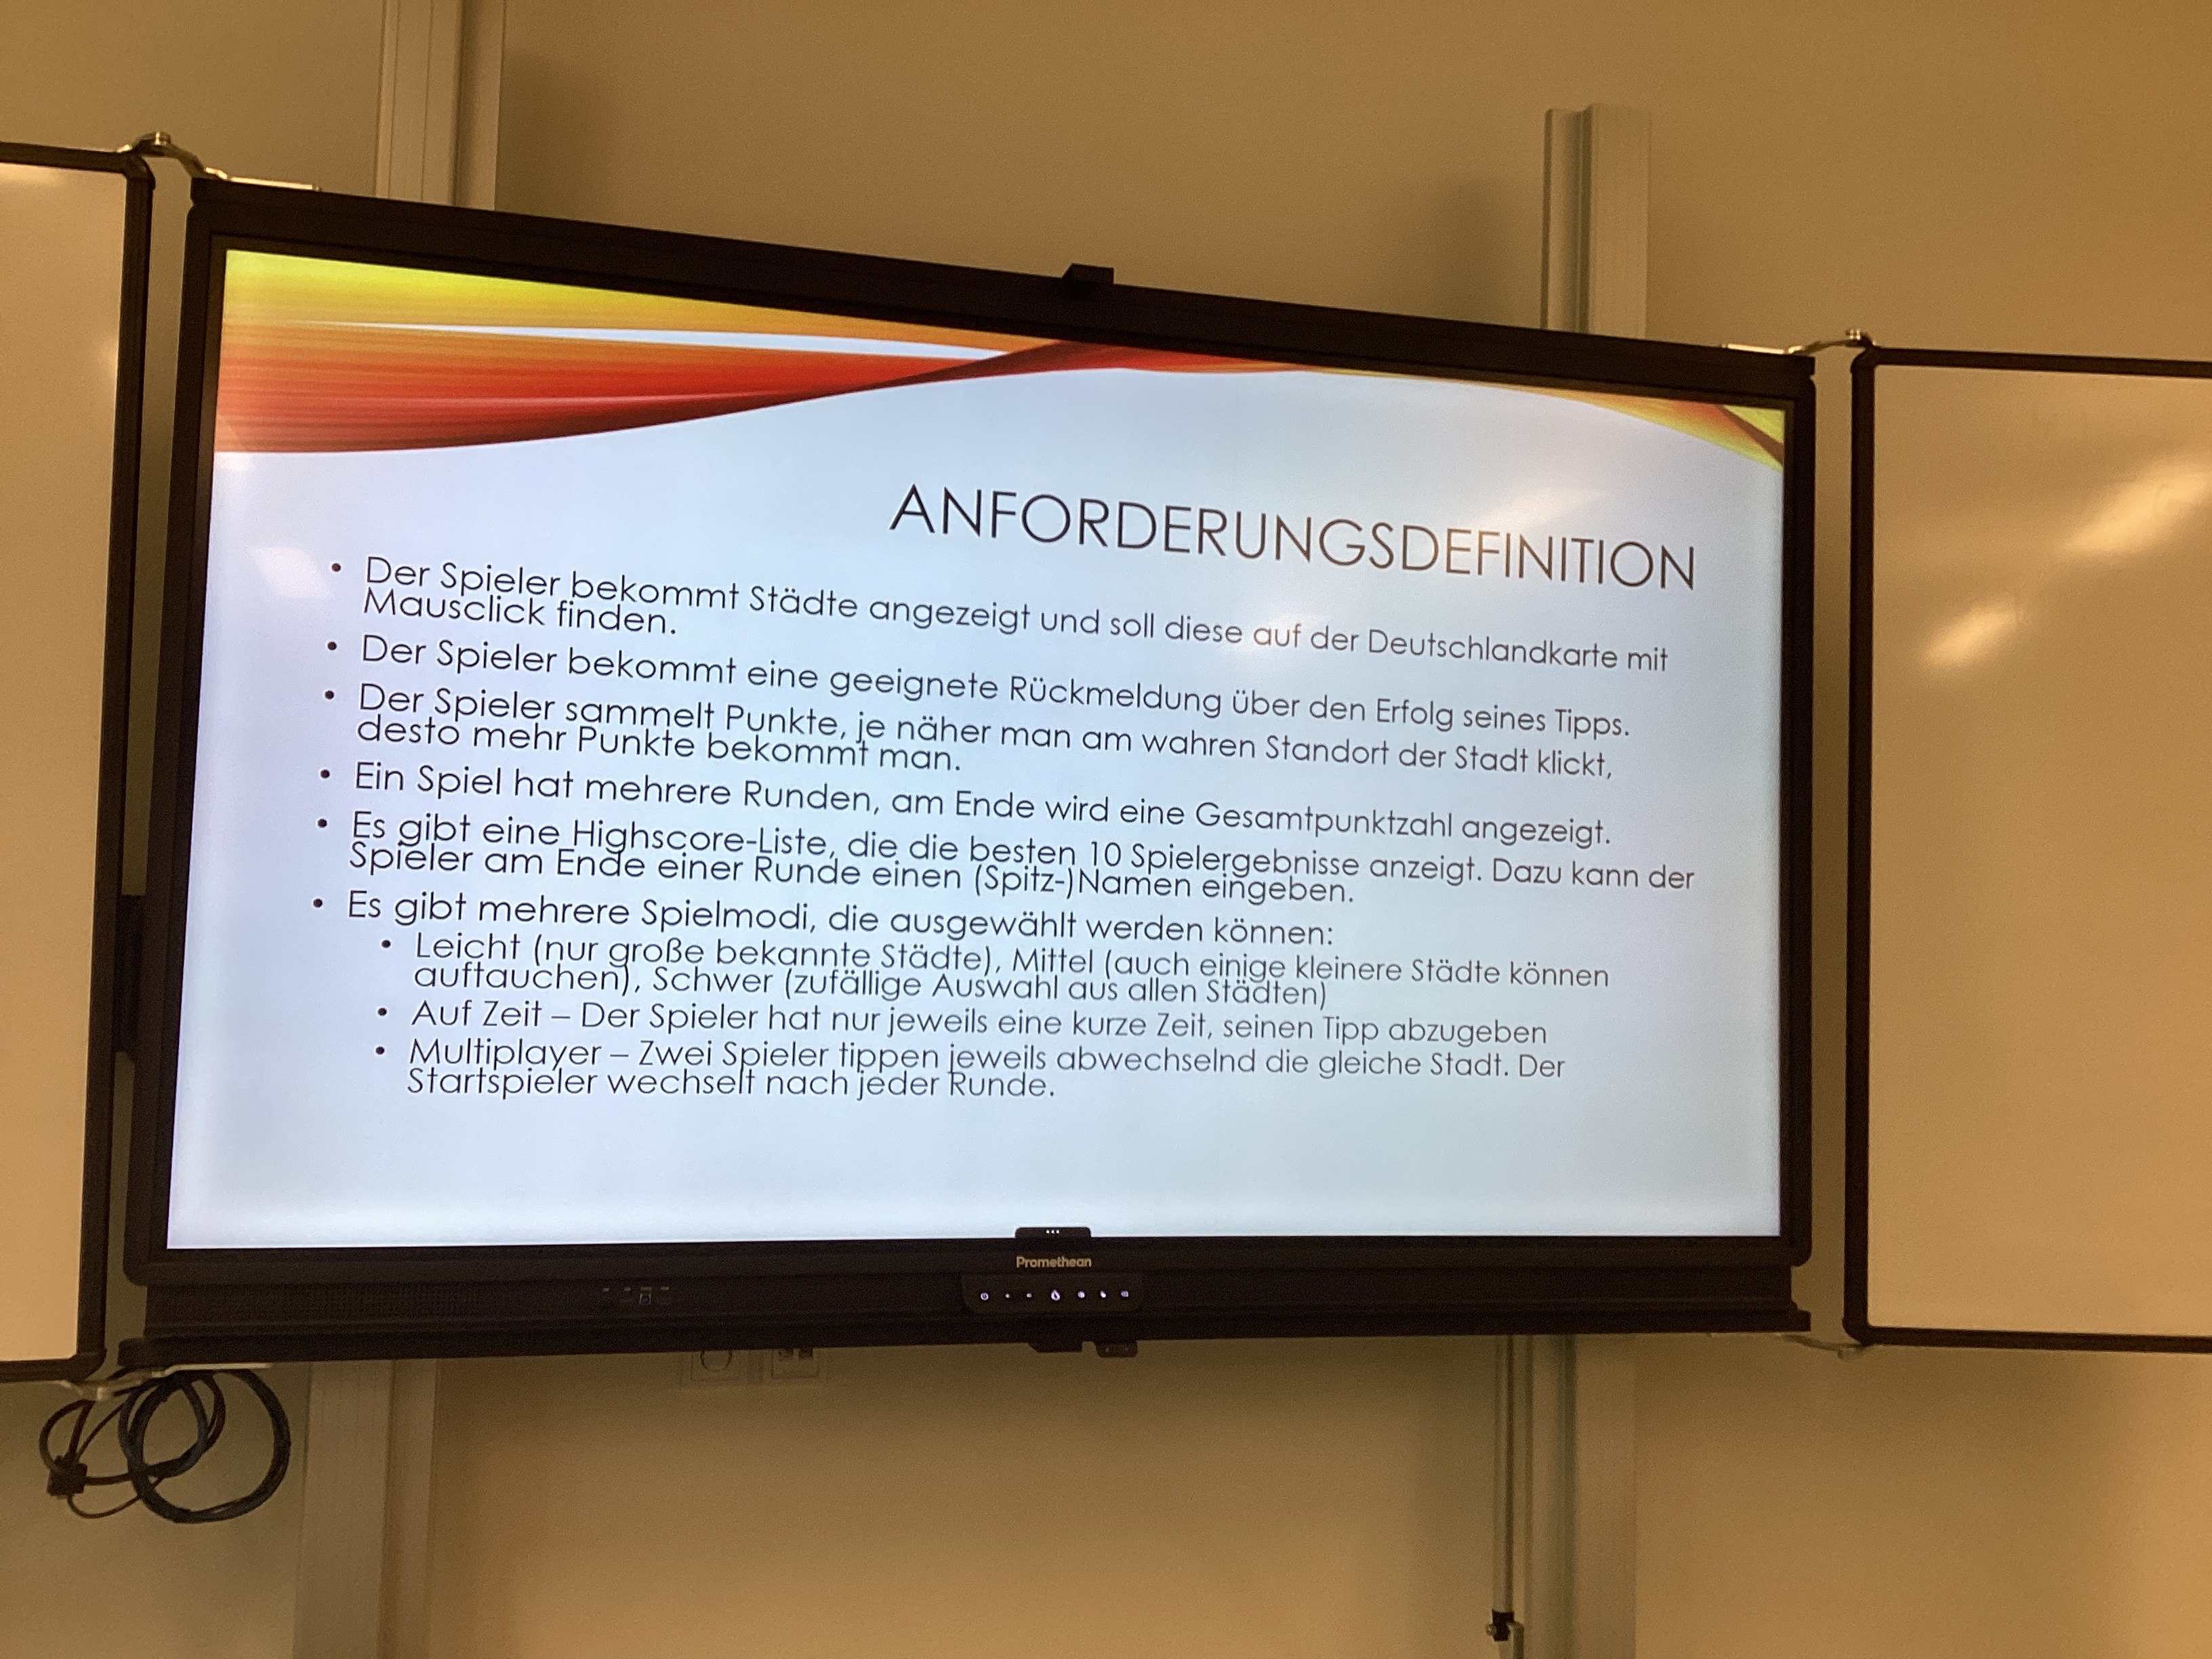 ANFORDERUNGSDEFINITION
• Der Spieler bekommt Städte angezeigt und soll diese auf der Deutschlandkarte mit
Mausclick finden.
• Der Spieler bekommt eine geeignete Rückmeldung über den Erfolg seines Tipps.
• Der Spieler sammelt Punkte, je näher man am wahren Standort der Stadt klickt,
desto mehr Punkte bekommt man.
• Ein Spiel hat mehrere Runden, am Ende wird eine Gesamtpunktzahl angezeigt.
• Es gibt eine Highscore-Liste, die die besten 10 Spielergebnisse anzeigt. Dazu kann der
Spieler am Ende einer Runde einen (Spitz-)Namen eingeben.
• Es gibt mehrere Spielmodi, die ausgewählt werden können:
• Leicht (nur große bekannte Städte), Mittel (auch einige kleinere Städte können
auftauchen), Schwer (zufällige Auswahl aus allen Städten)
• Auf Zeit – Der Spieler hat nur jeweils eine kurze Zeit, seinen Tipp abzugeben
• Multiplayer – Zwei Spieler tippen jeweils abwechselnd die gleiche Stadt. Der
Startspieler wechselt nach jeder Runde.
Promethean